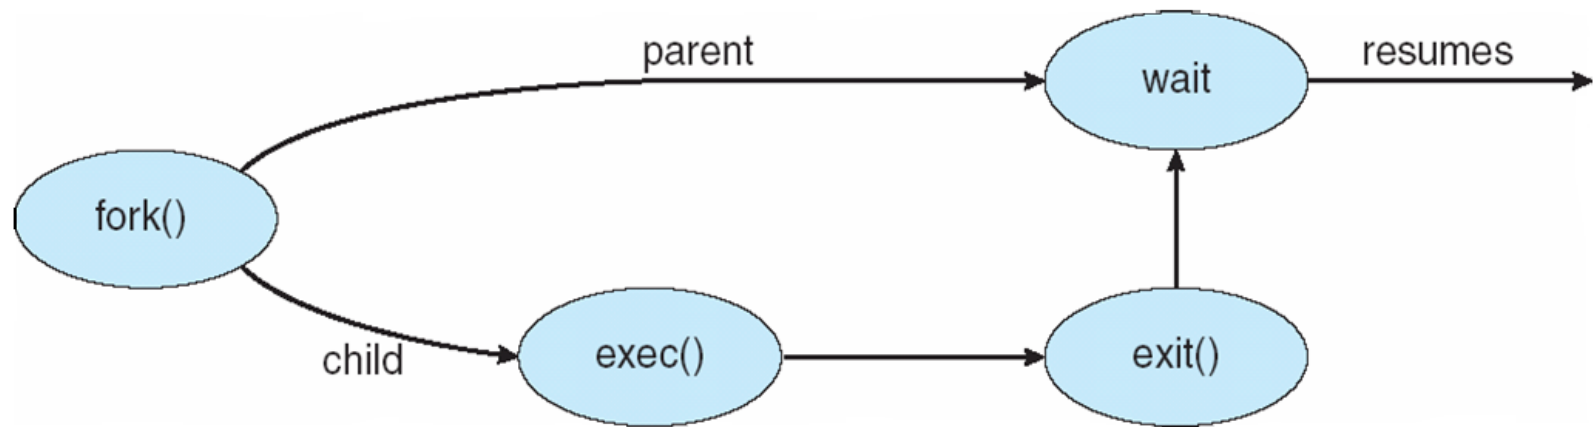 parent
wait
resumes
fork()
child
exec()
exit()